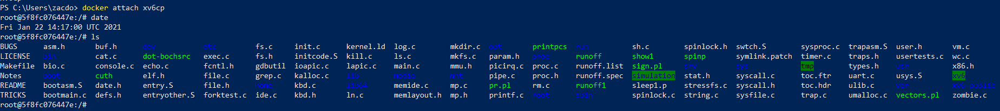 PS C:\Users\zacdo> docker attach xv6cp
root@5f8fc076447e:/# date
Fri Jan 22 14:17:00 UTC 2021
root@5f8fc076447e:/# ls
BUGS asm.h buf.h dev etc fs.c init.c kernel.ld log.c mkdir.c opt printpcs run sh.c spinlock.h swtch.S sysproc.c trapasm.S user.h vm.c
LICENSE bin cat.c dot-bochsrc exec.c fs.h initcode.S kill.c ls.c mkfs.c param.h proc runoff show1 spinp symlink.patch timer.c traps.h usertests.c wc.c
Makefile bio.c console.c echo.c fcntl.h gdbutil ioapic.c lapic.c main.c mmu.h picirq.c proc.c runoff.list sign.pl srv sys tmp types.h usr x86.h
Notes boot cuth elf.h file.c grep.c kalloc.c lib media mnt pipe.c proc.h runoff.spec simulation stat.h syscall.c toc.ftr uart.c usys.S xv6
README bootasm.S date.h entry.S file.h home kbd.c lib64 memide.c mp.c pr.pl rm.c runoff1 sleep1.p stressfs.c syscall.h toc.hdr ulib.c var xv6-public
TRICKS bootmain.c defs.h entryother.S forktest.c ide.c kbd.h ln.c memlayout.h mp.h printf.c root sbin spinlock.c string.c sysfile.c trap.c umalloc.c vectors.pl zombie.c
root@5f8fc076447e:/#